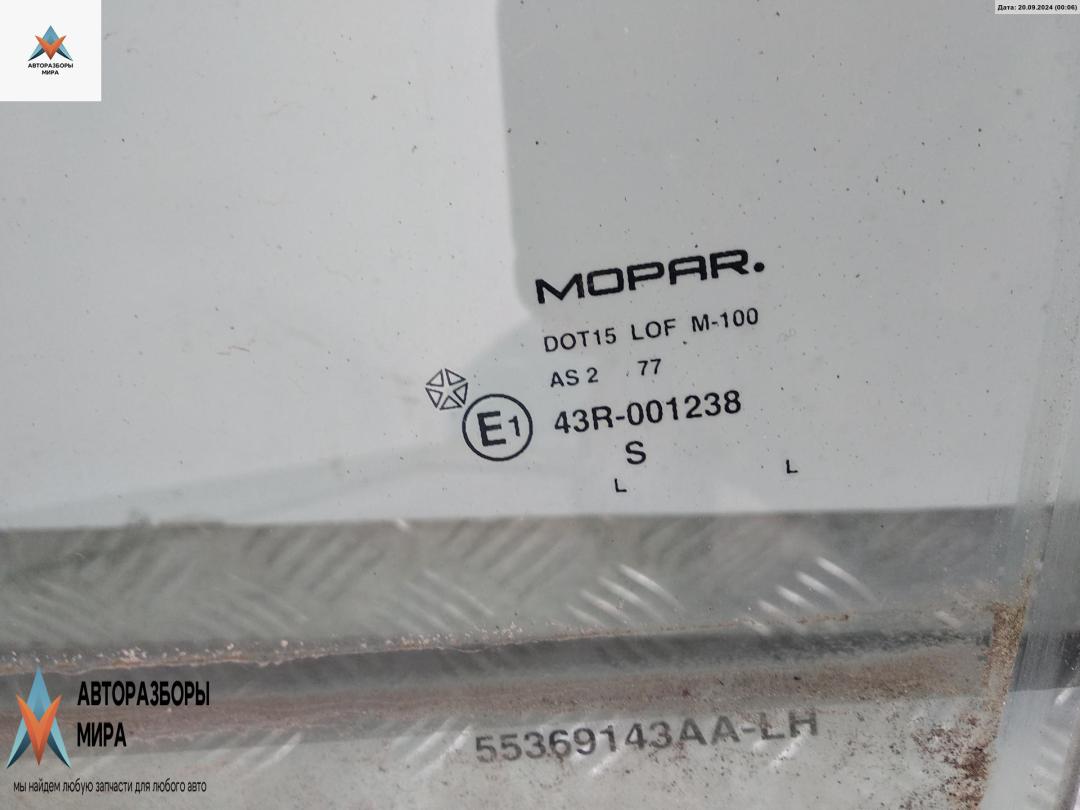 Дата: 20.09.2024 (00:06)
АВТОРАЗБОРЫ
МИРА
MOPAR.
DOT15 LOF M-100
AS 2 77
E1 43R-001238
S
L L
АВТОРАЗБОРЫ
МИРА
55369143AA-LH
мы найдем любую запчасти для любого авто